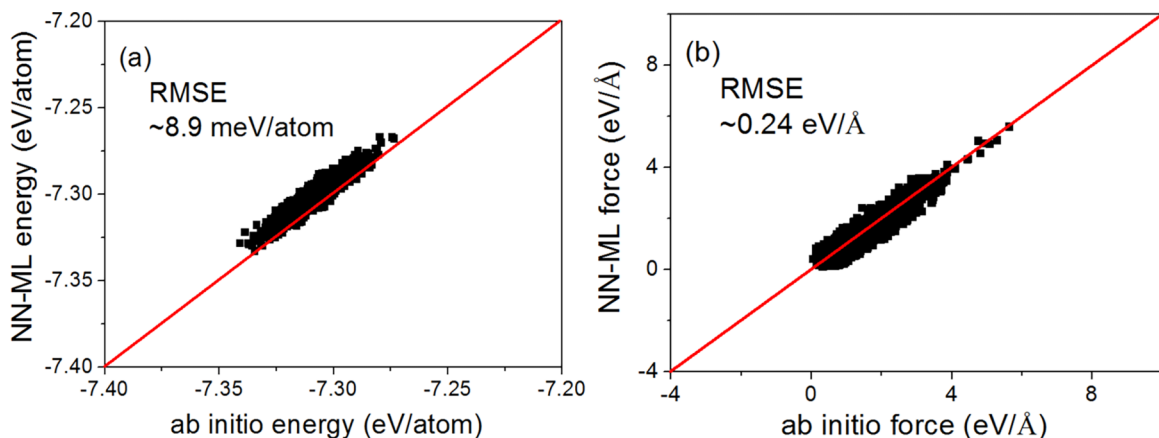 (a)
RMSE
~8.9 meV/atom
NN-ML energy (eV/atom)
-7.20
-7.25
-7.30
-7.35
-7.40
-7.40
-7.35
-7.30
-7.25
-7.20
ab initio energy (eV/atom)
(b)
RMSE
~0.24 eV/Å
NN-ML force (eV/Å)
8
4
0
-4
-4
0
4
8
ab initio force (eV/Å)